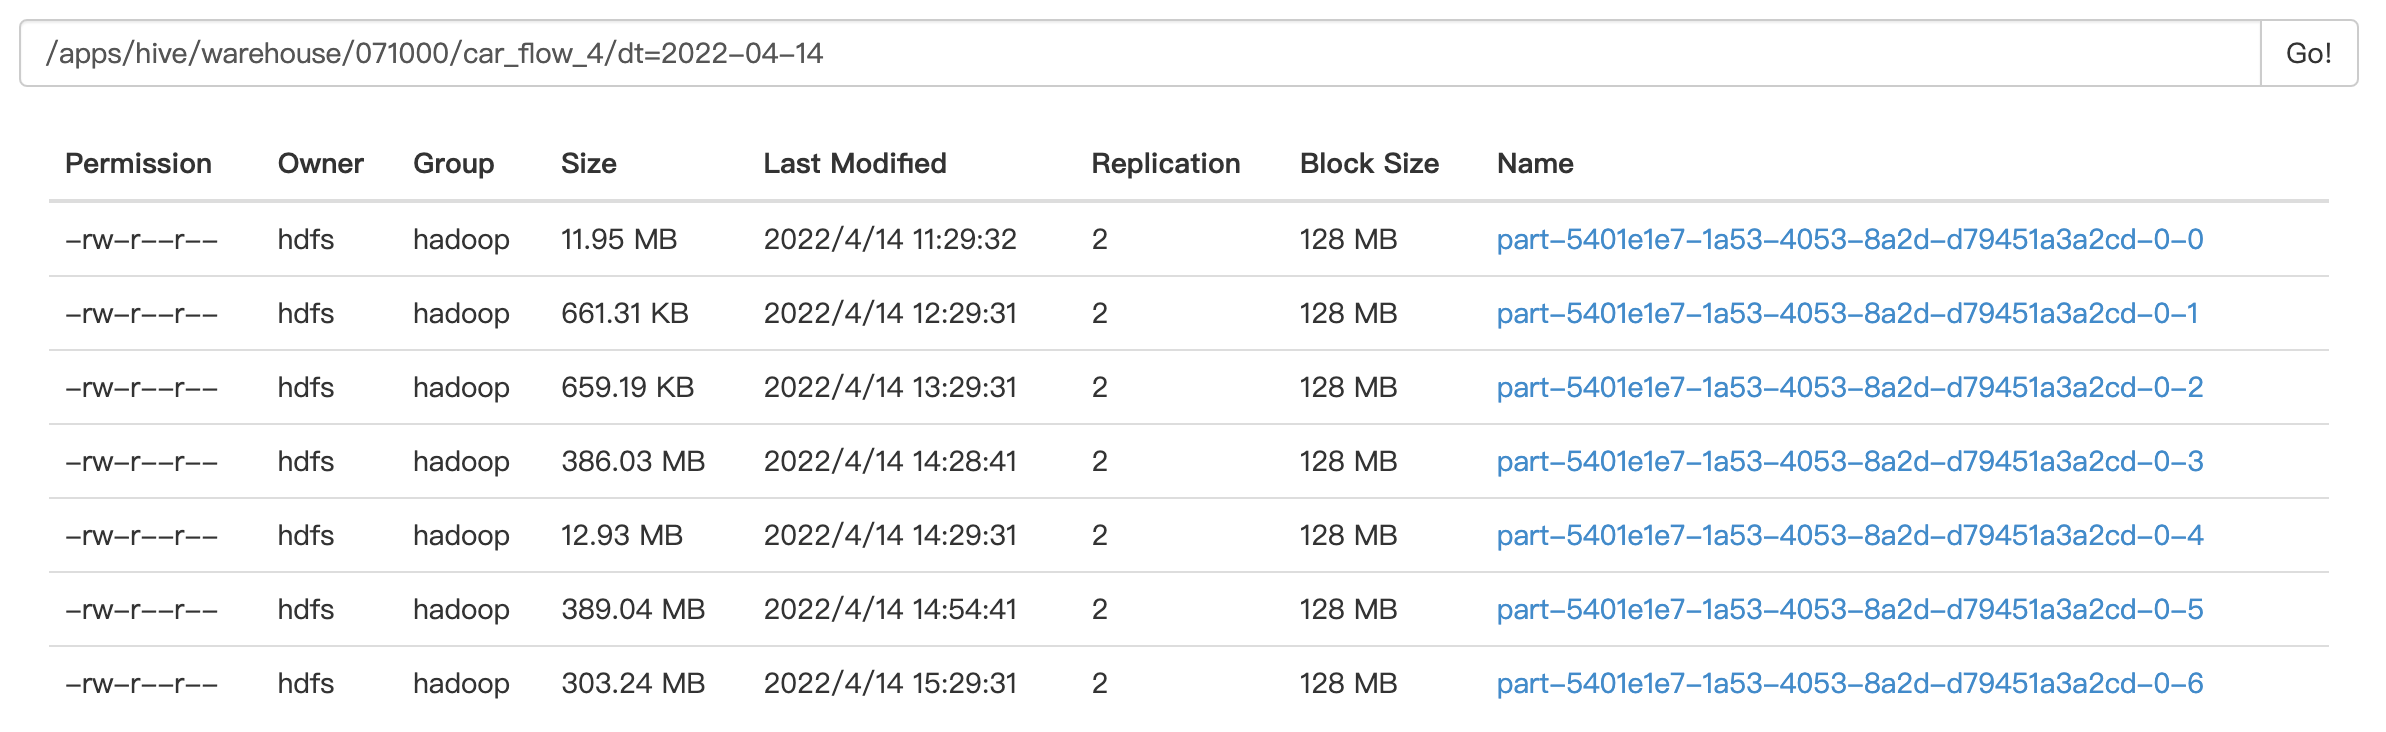 /apps/hive/warehouse/071000/car_flow_4/dt=2022-04-14 Go!
Permission Owner Group Size Last Modified Replication Block Size Name
-rw-r--r-- hdfs hadoop 11.95 MB 2022/4/14 11:29:32 2 128 MB part-5401e1e7-1a53-4053-8a2d-d79451a3a2cd-0-0
-rw-r--r-- hdfs hadoop 661.31 KB 2022/4/14 12:29:31 2 128 MB part-5401e1e7-1a53-4053-8a2d-d79451a3a2cd-0-1
-rw-r--r-- hdfs hadoop 659.19 KB 2022/4/14 13:29:31 2 128 MB part-5401e1e7-1a53-4053-8a2d-d79451a3a2cd-0-2
-rw-r--r-- hdfs hadoop 386.03 MB 2022/4/14 14:28:41 2 128 MB part-5401e1e7-1a53-4053-8a2d-d79451a3a2cd-0-3
-rw-r--r-- hdfs hadoop 12.93 MB 2022/4/14 14:29:31 2 128 MB part-5401e1e7-1a53-4053-8a2d-d79451a3a2cd-0-4
-rw-r--r-- hdfs hadoop 389.04 MB 2022/4/14 14:54:41 2 128 MB part-5401e1e7-1a53-4053-8a2d-d79451a3a2cd-0-5
-rw-r--r-- hdfs hadoop 303.24 MB 2022/4/14 15:29:31 2 128 MB part-5401e1e7-1a53-4053-8a2d-d79451a3a2cd-0-6